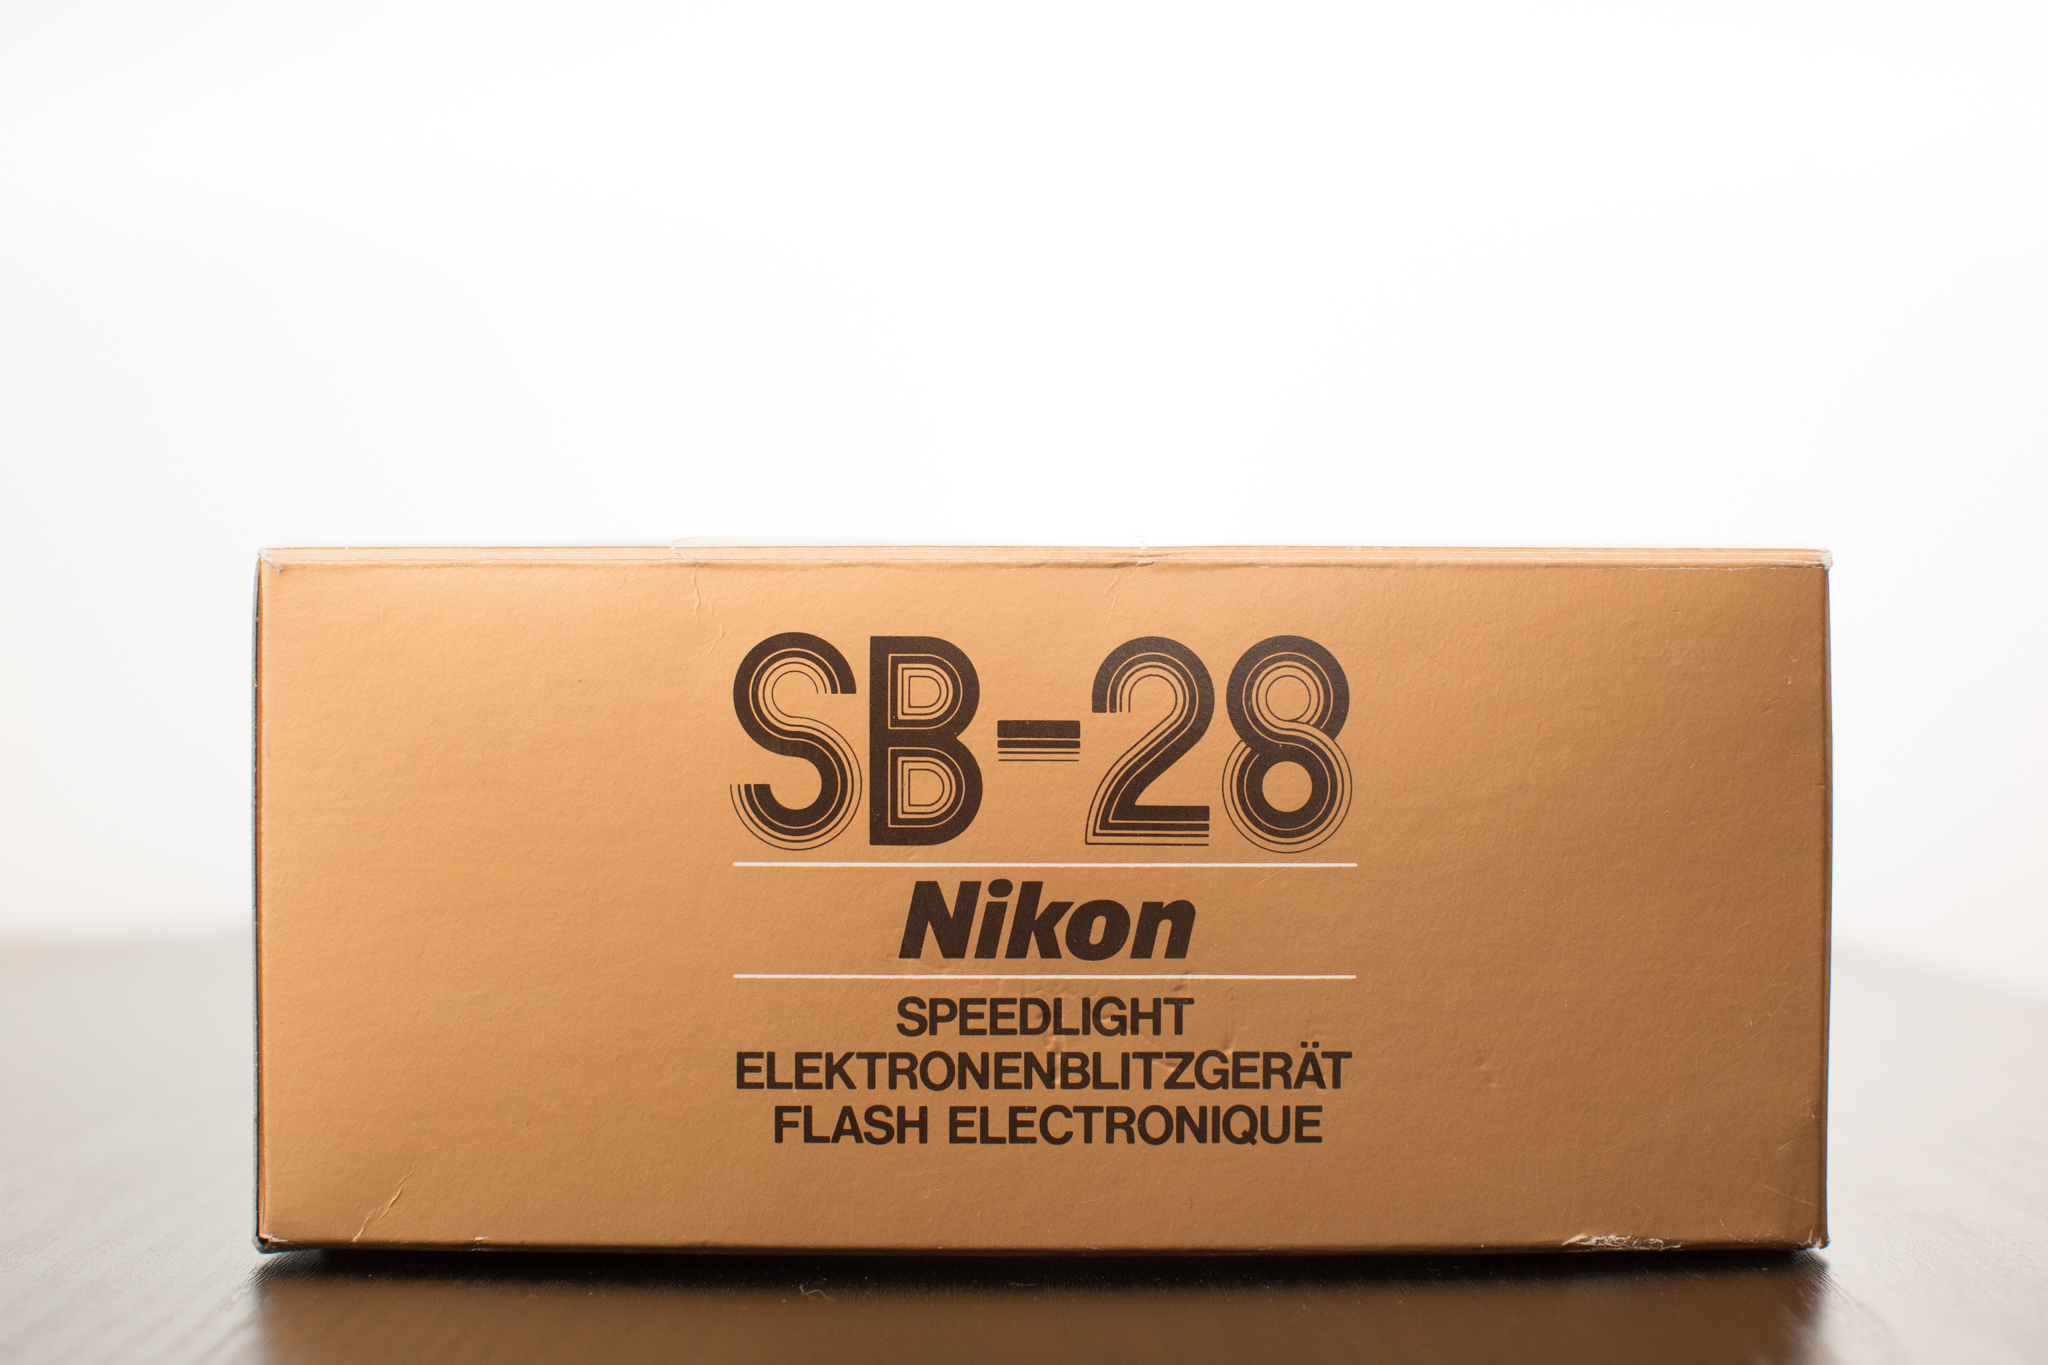 SB-28
Nikon
SPEEDLIGHT
ELEKTRONENBLITZGERÄT
FLASH ELECTRONIQUE